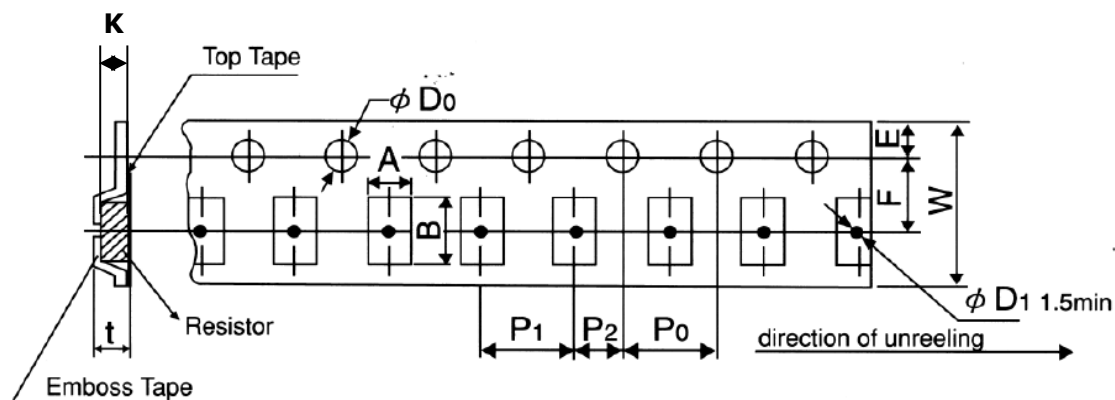 K
Top Tape
ϕ D0
A
B
E
F
W
t
Resistor
P1
P2
P0
ϕ D1 1.5min
direction of unreeling
Emboss Tape